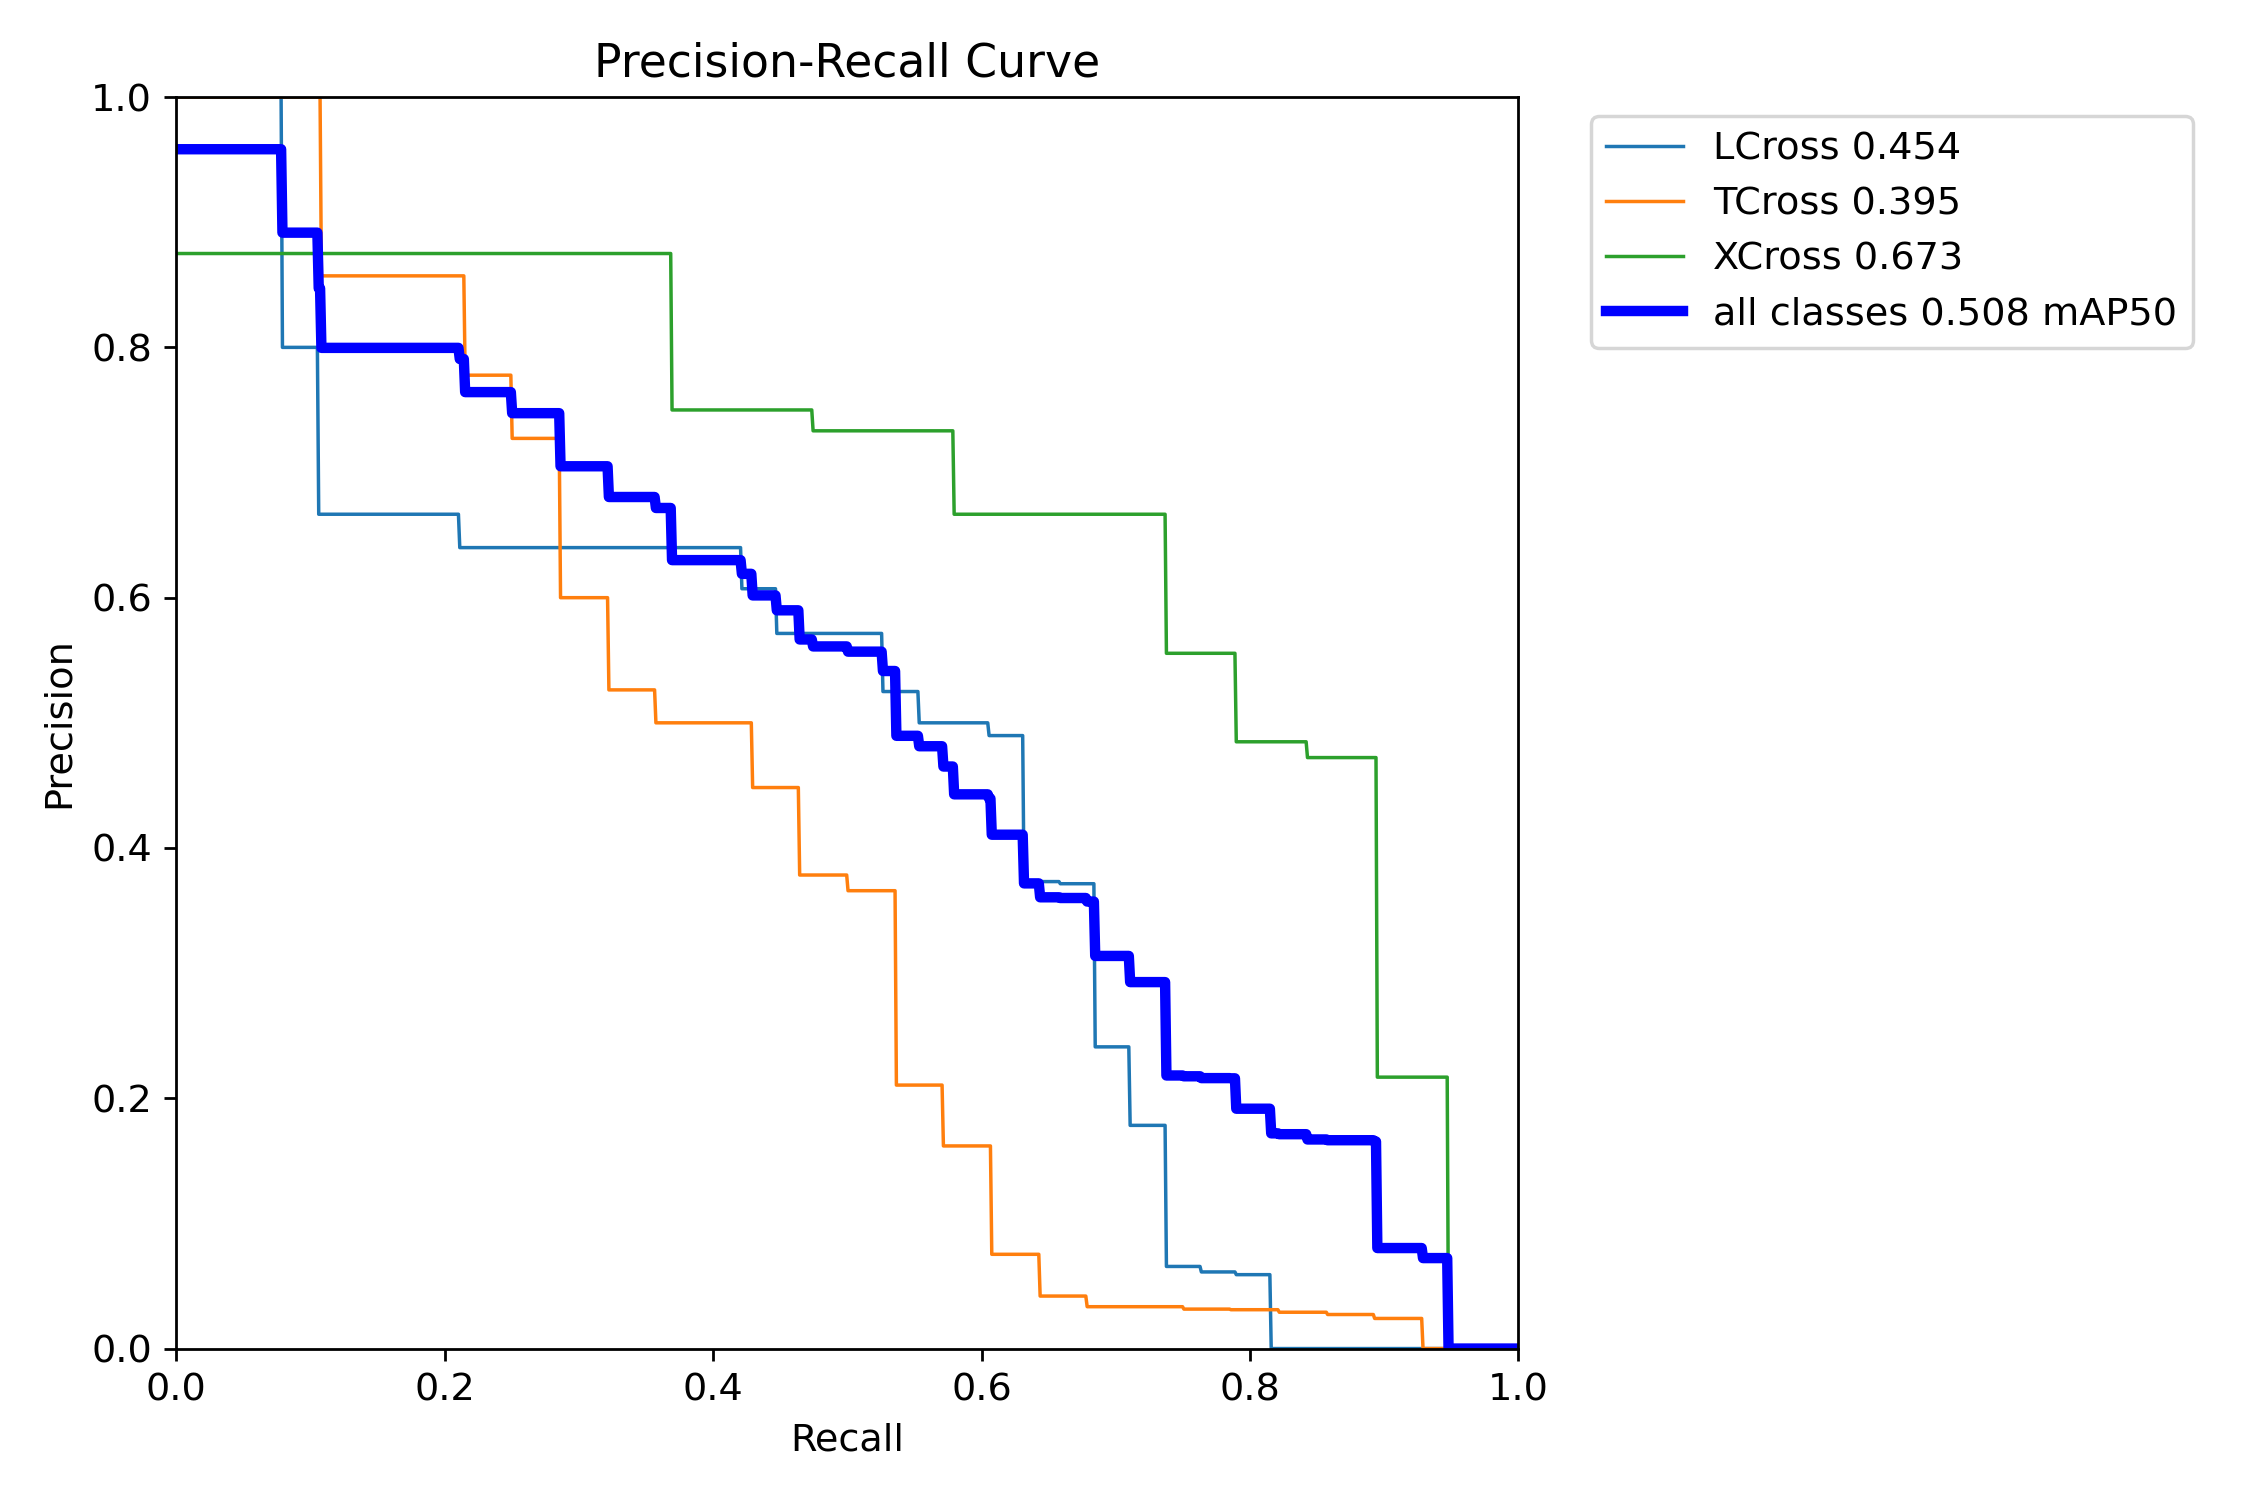 Precision-Recall Curve
1.0
0.8
0.6
0.4
0.2
0.0
Precision
0.0 0.2 0.4 0.6 0.8 1.0
Recall
LCross 0.454
TCross 0.395
XCross 0.673
all classes 0.508 mAP50